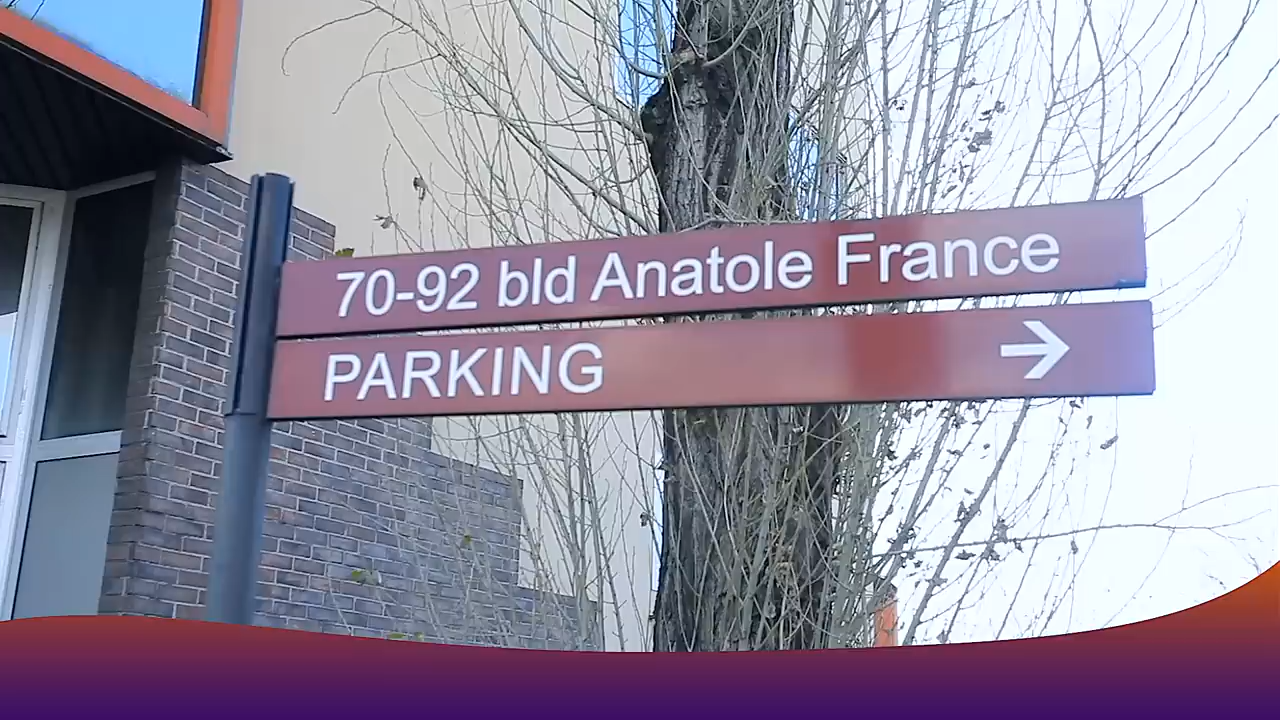 70-92 bld Anatole France
PARKING →